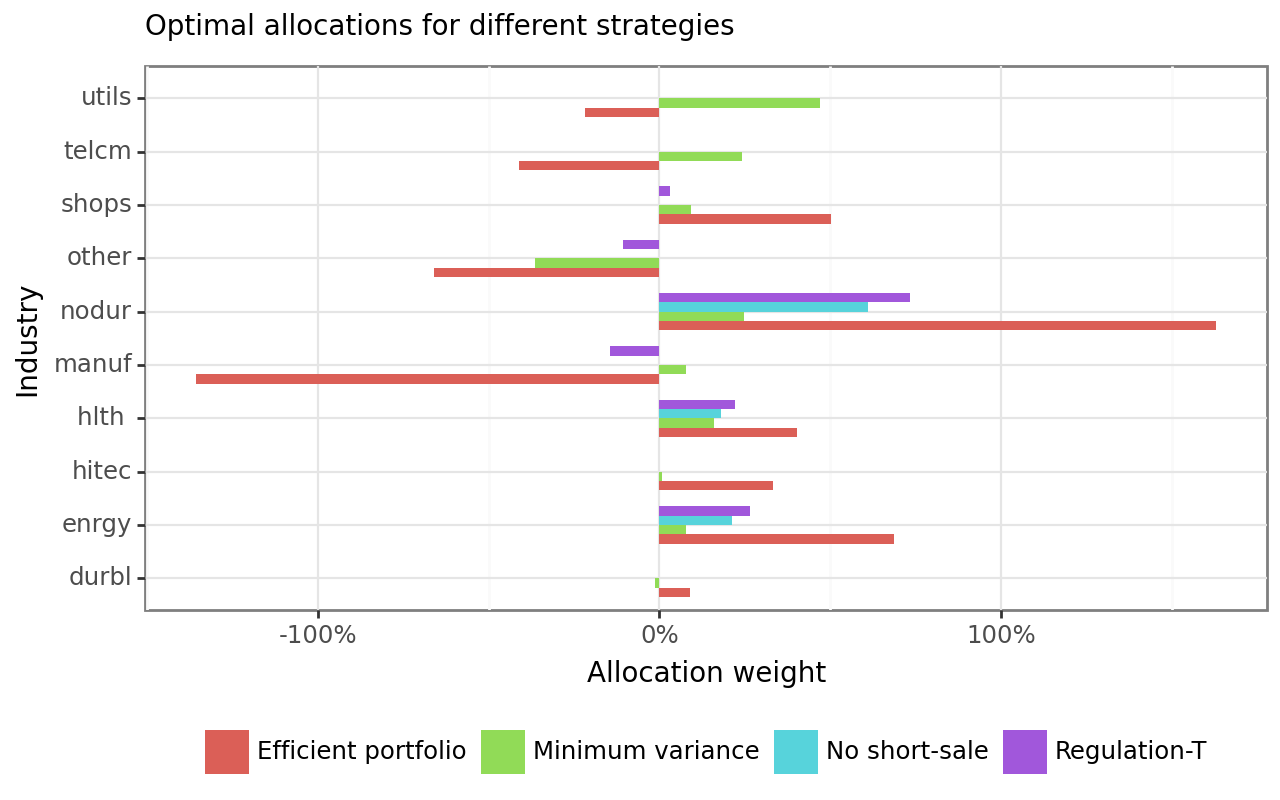 Optimal allocations for different strategies
utils
telcm
shops
other
nodur
manuf
hlth
hitec
enrgy
durbl
Industry
-100% 0% 100%
Allocation weight
Efficient portfolio Minimum variance No short-sale Regulation-T